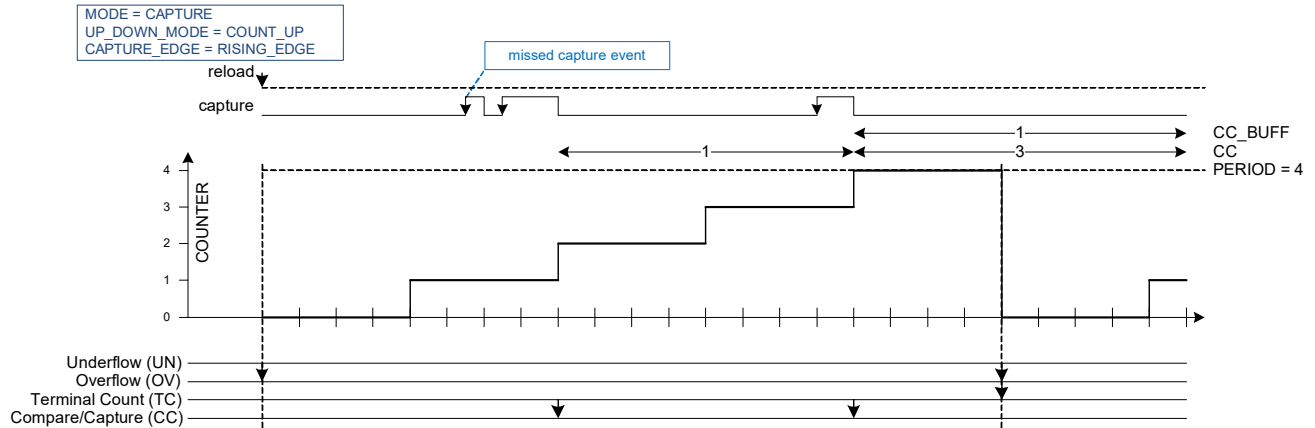 MODE = CAPTURE
UP_DOWN_MODE = COUNT_UP
CAPTURE_EDGE = RISING_EDGE
missed capture event
reload
capture
1
CC_BUFF
1
3
CC
PERIOD = 4
4
3
2
1
0
COUNTER
Underflow (UN)
Overflow (OV)
Terminal Count (TC)
Compare/Capture (CC)